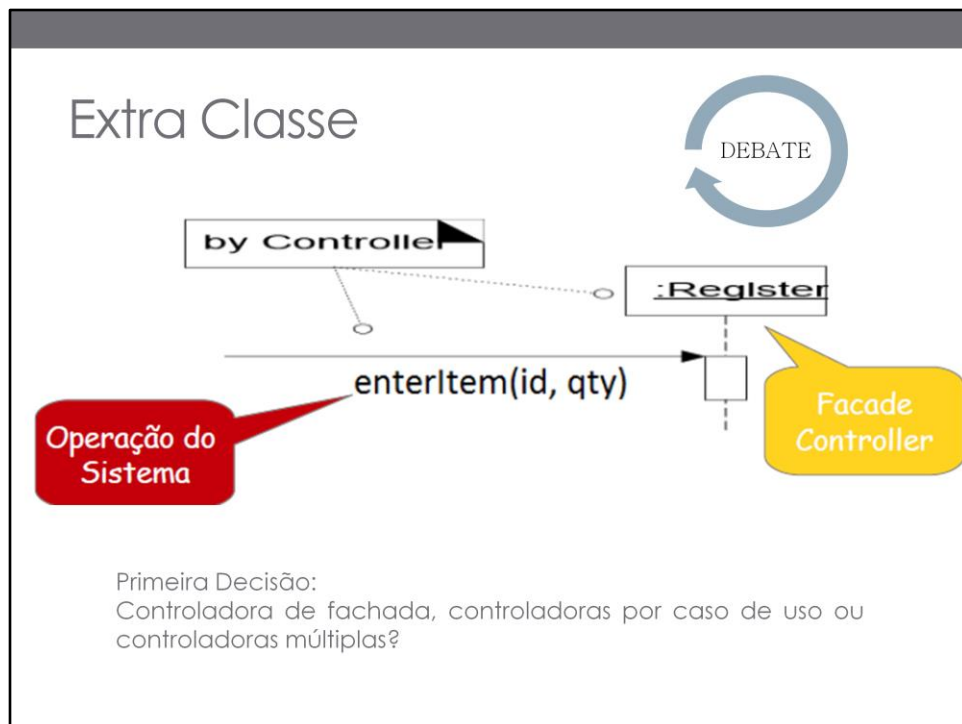 Extra Classe
DEBATE
by Controller
:Register
enterItem(id, qty)
Operação do
Sistema
Facade
Controller
Primeira Decisão:
Controladora de fachada, controladoras por caso de uso ou
controladoras múltiplas?